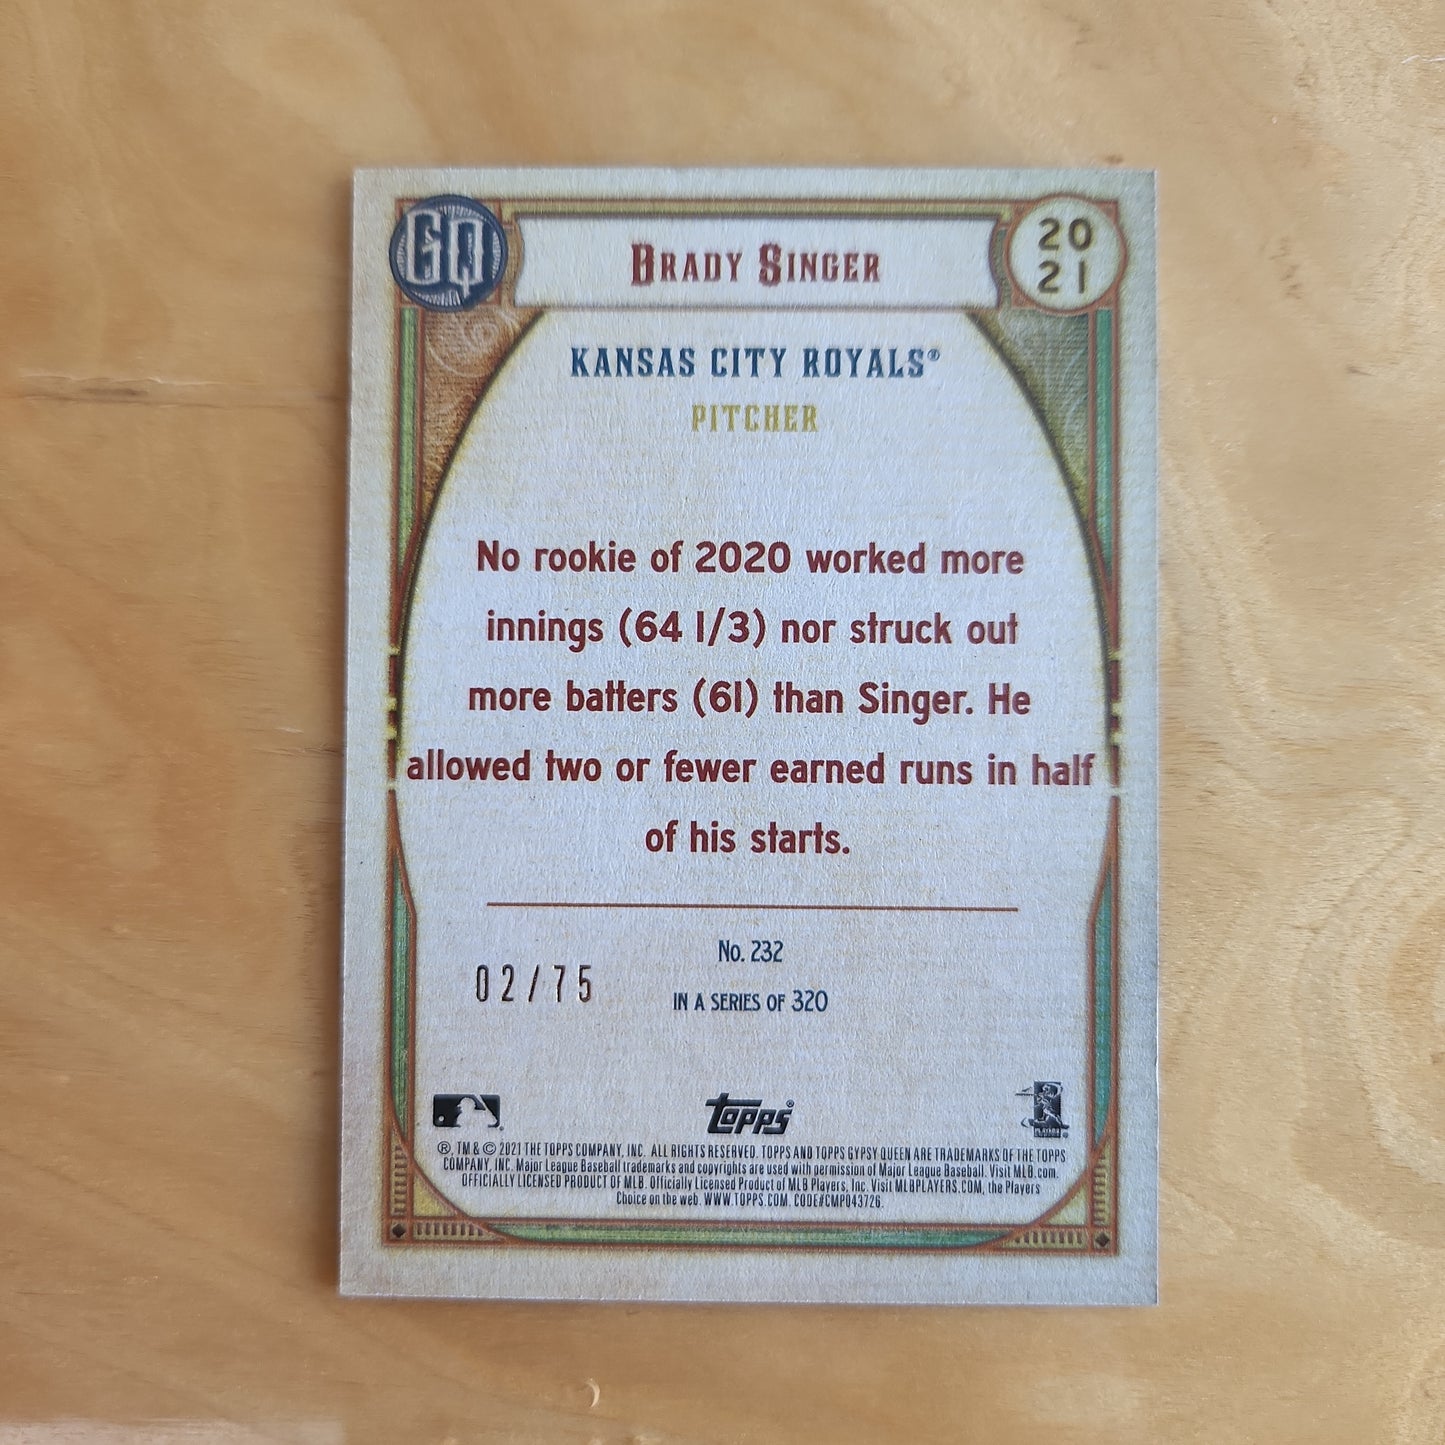 GQ
BRADY SINGER
20
21
KANSAS CITY ROYALS®
PITCHER
No rookie of 2020 worked more
innings (64 1/3) nor struck out
more batters (61) than Singer. He
allowed two or fewer earned runs in half
of his starts.
No. 232
02/75
IN A SERIES OF 320
topps®
®, TM & © 2021 THE TOPPS COMPANY, INC. ALL RIGHTS RESERVED. TOPPS AND TOPPS GYPSY QUEEN ARE TRADEMARKS OF THE TOPPS
COMPANY, INC. Major League Baseball trademarks and copyrights are used with permission of Major League Baseball. Visit MLB.com.
OFFICIALLY LICENSED PRODUCT OF MLB. Officially Licensed Product of MLB Players, Inc. Visit MLBPLAYERS.COM, the Players
Choice on the web. WWW.TOPPS.COM. CODE#CMP043726.